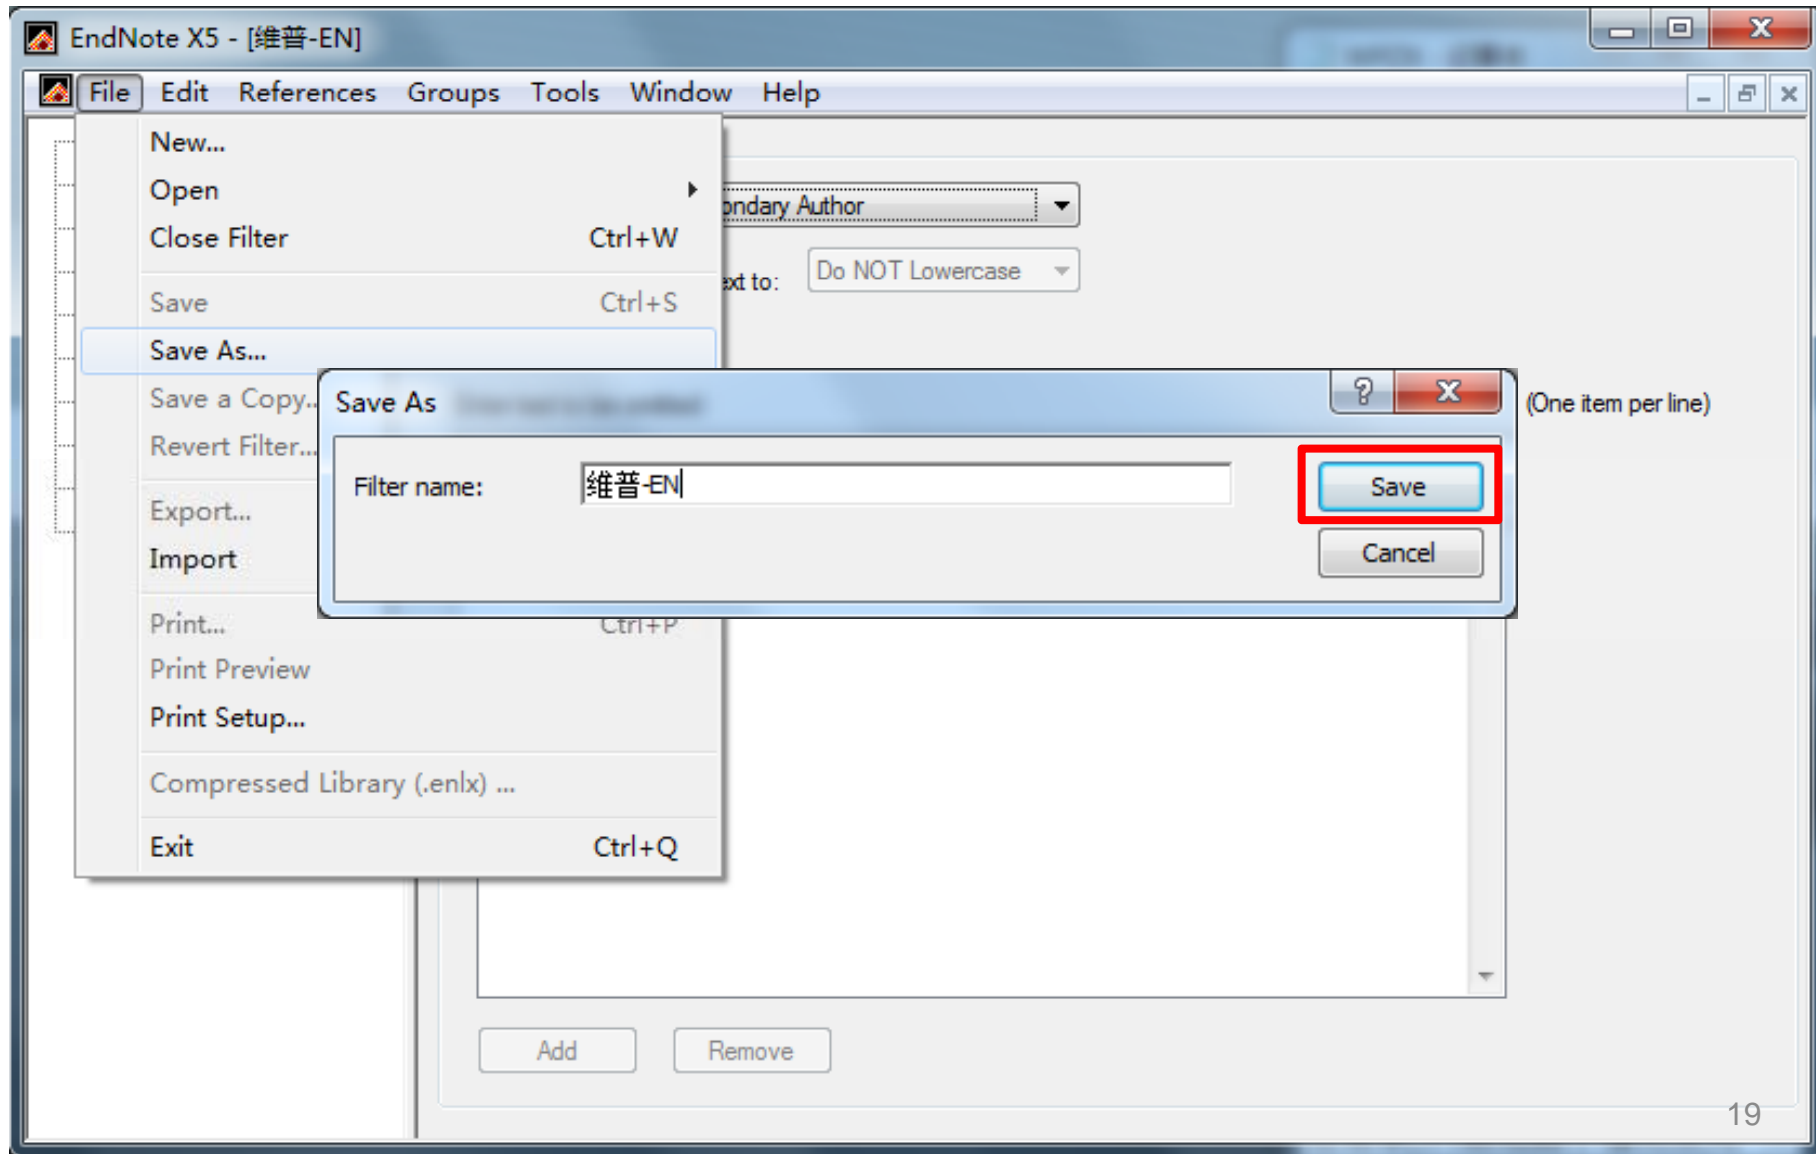 EndNote X5 - [维普-EN]
File Edit References Groups Tools Window Help
New...
Open
Close Filter Ctrl+W
Save Ctrl+S
Save As...
Save a Copy..
Revert Filter...
Export...
Import
Print... Ctrl+P
Print Preview
Print Setup...
Compressed Library (.enlx) ...
Exit Ctrl+Q
ondary Author
ext to: Do NOT Lowercase
(One item per line)
Save As
Filter name: 维普-EN
Save
Cancel
Add Remove
19